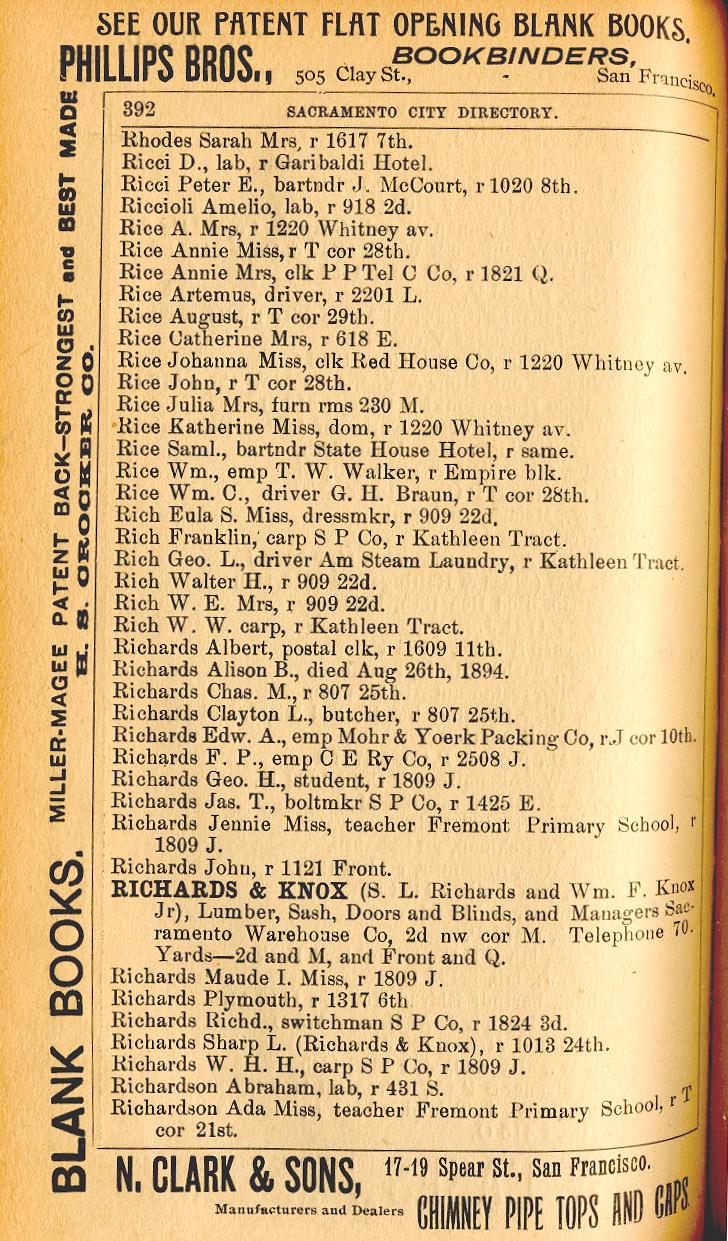 SEE OUR PATENT FLAT OPENING BLANK BOOKS.
PHILLIPS BROS., 505 Clay St., BOOKBINDERS, - San Francisco.
BLANK BOOKS. MILLER-MAGEE PATENT BACK—STRONGEST and BEST MADE
H. S. CROCKER CO.
392 SACRAMENTO CITY DIRECTORY.
Rhodes Sarah Mrs, r 1617 7th.
Ricci D., lab, r Garibaldi Hotel.
Ricci Peter E., bartndr J. McCourt, r 1020 8th.
Riccioli Amelio, lab, r 918 2d.
Rice A. Mrs, r 1220 Whitney av.
Rice Annie Miss, r T cor 28th.
Rice Annie Mrs, clk P P Tel C Co, r 1821 Q.
Rice Artemus, driver, r 2201 L.
Rice August, r T cor 29th.
Rice Catherine Mrs, r 618 E.
Rice Johanna Miss, clk Red House Co, r 1220 Whitney av.
Rice John, r T cor 28th.
Rice Julia Mrs, furn rms 230 M.
Rice Katherine Miss, dom, r 1220 Whitney av.
Rice Saml., bartndr State House Hotel, r same.
Rice Wm., emp T. W. Walker, r Empire blk.
Rice Wm. C., driver G. H. Braun, r T cor 28th.
Rich Eula S. Miss, dressmkr, r 909 22d.
Rich Franklin, carp S P Co, r Kathleen Tract.
Rich Geo. L., driver Am Steam Laundry, r Kathleen Tract.
Rich Walter H., r 909 22d.
Rich W. E. Mrs, r 909 22d.
Rich W. W. carp, r Kathleen Tract.
Richards Albert, postal clk, r 1609 11th.
Richards Alison B., died Aug 26th, 1894.
Richards Chas. M., r 807 25th.
Richards Clayton L., butcher, r 807 25th.
Richards Edw. A., emp Mohr & Yoerk Packing Co, r J cor 10th.
Richards F. P., emp C E Ry Co, r 2508 J.
Richards Geo. H., student, r 1809 J.
Richards Jas. T., boltmkr S P Co, r 1425 E.
Richards Jennie Miss, teacher Fremont Primary School, r
1809 J.
Richards John, r 1121 Front.
RICHARDS & KNOX (S. L. Richards and Wm. F. Knox
Jr), Lumber, Sash, Doors and Blinds, and Managers Sac-
ramento Warehouse Co, 2d nw cor M. Telephone 70.
Yards—2d and M, and Front and Q.
Richards Maude I. Miss, r 1809 J.
Richards Plymouth, r 1317 6th
Richards Richd., switchman S P Co, r 1824 3d.
Richards Sharp L. (Richards & Knox), r 1013 24th.
Richards W. H. H., carp S P Co, r 1809 J.
Richardson Abraham, lab, r 431 S.
Richardson Ada Miss, teacher Fremont Primary School, r T
cor 21st.
N. CLARK & SONS, 17-19 Spear St., San Francisco.
Manufacturers and Dealers CHIMNEY PIPE TOPS AND CAPS.